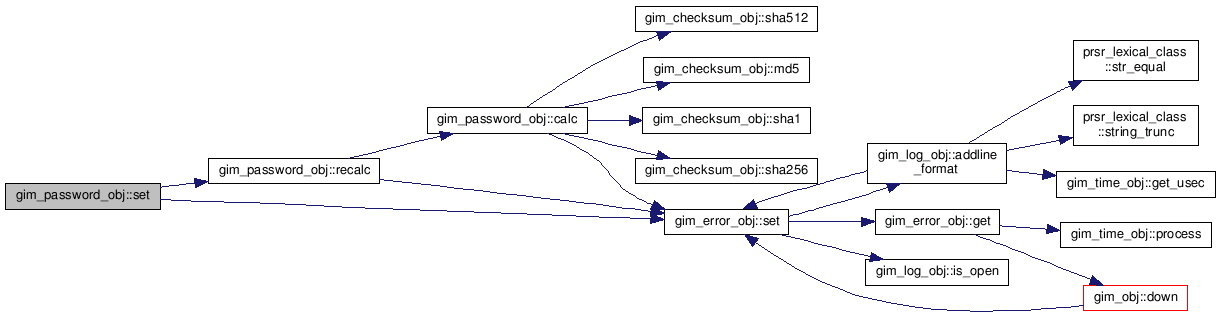 gim_password_obj::set
gim_password_obj::recalc
gim_password_obj::calc
gim_checksum_obj::sha512
gim_checksum_obj::md5
gim_checksum_obj::sha1
gim_checksum_obj::sha256
gim_error_obj::set
gim_log_obj::addline
_format
gim_error_obj::get
gim_log_obj::is_open
prsr_lexical_class
::str_equal
prsr_lexical_class
::string_trunc
gim_time_obj::get_usec
gim_time_obj::process
gim_obj::down